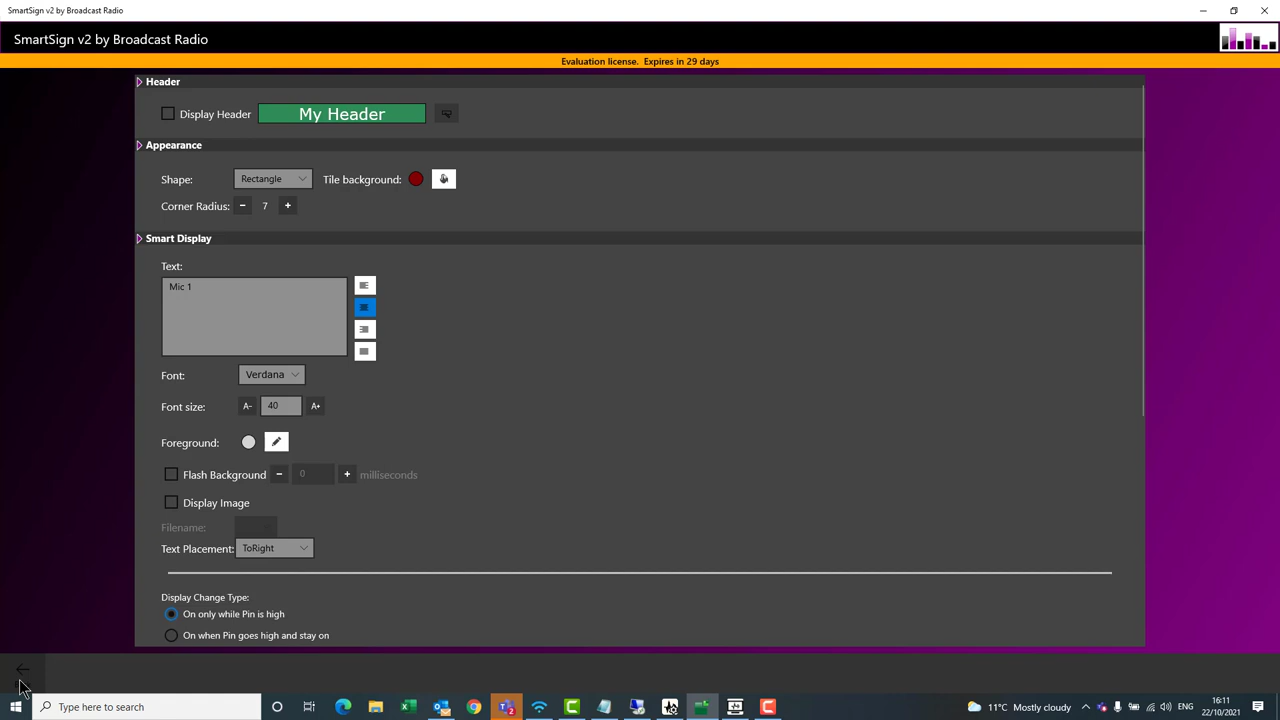 SmartSign v2 by Broadcast Radio
SmartSign v2 by Broadcast Radio
Evaluation license. Expires in 29 days
Header
Display Header
My Header
Appearance
Shape:
Rectangle
Tile background:
Corner Radius:
−
7
+
Smart Display
Text:
Mic 1
Font:
Verdana
Font size:
A-
40
A+
Foreground:
Flash Background
−
0
+
milliseconds
Display Image
Filename:
Text Placement:
ToRight
Display Change Type:
On only while Pin is high
On when Pin goes high and stay on
Type here to search
2
11°C Mostly cloudy
ENG
16:11
22/10/2021